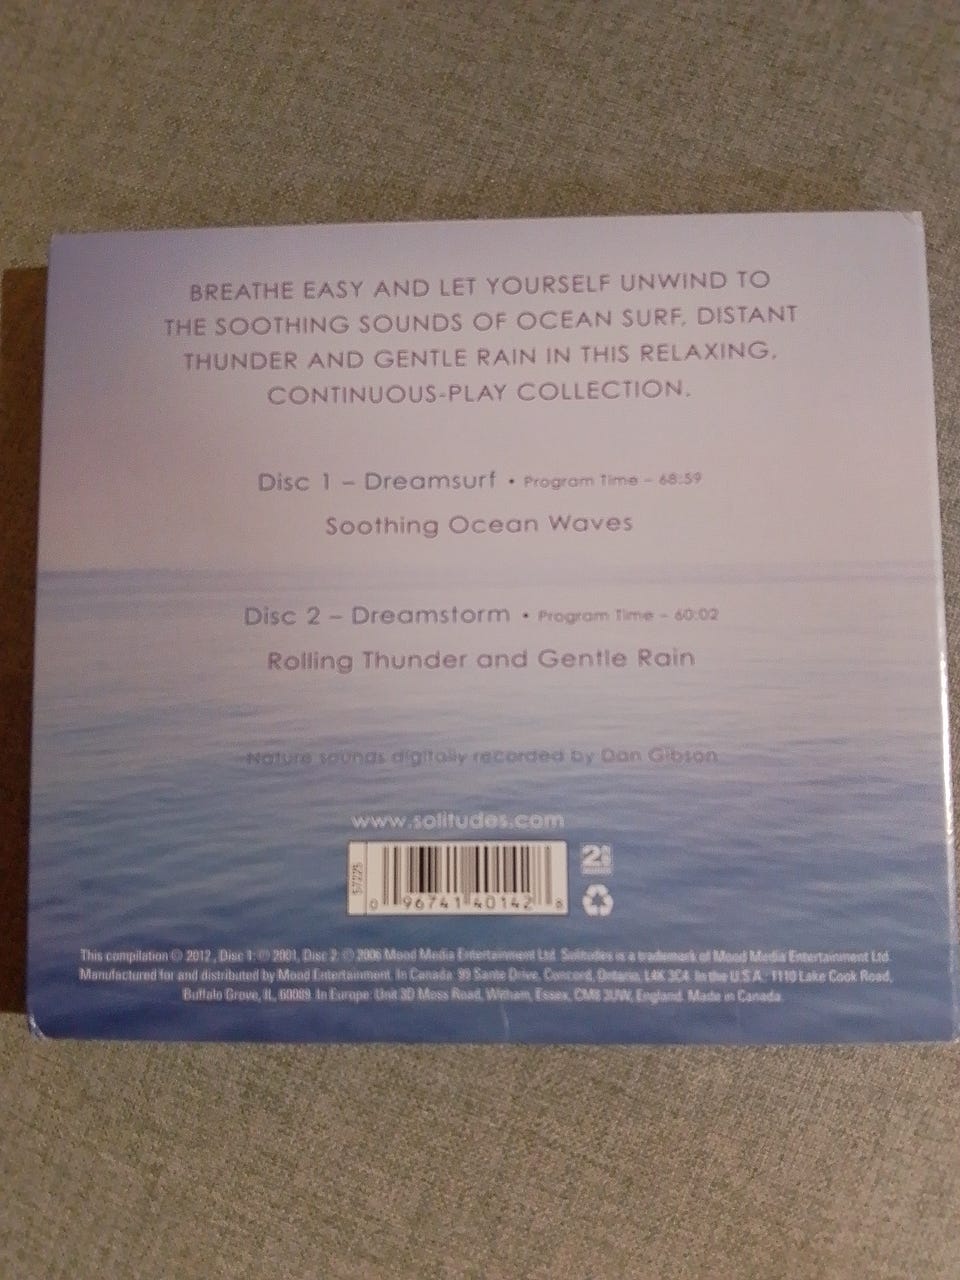 BREATHE EASY AND LET YOURSELF UNWIND TO
THE SOOTHING SOUNDS OF OCEAN SURF, DISTANT
THUNDER AND GENTLE RAIN IN THIS RELAXING,
CONTINUOUS-PLAY COLLECTION.
Disc 1 – Dreamsurf • Program Time – 68:59
Soothing Ocean Waves
Disc 2 – Dreamstorm • Program Time – 60:02
Rolling Thunder and Gentle Rain
Nature sounds digitally recorded by Dan Gibson
www.solitudes.com
57225
0 96741 40142 8
2
This compilation © 2012, Disc 1: © 2001, Disc 2: © 2006 Mood Media Entertainment Ltd. Solitudes is a trademark of Mood Media Entertainment Ltd.
Manufactured for and distributed by Mood Entertainment. In Canada: 99 Sante Drive, Concord, Ontario, L4K 3C4. In the U.S.A.: 1110 Lake Cook Road,
Buffalo Grove, IL, 60089. In Europe: Unit 3D Moss Road, Witham, Essex, CM8 3UW, England. Made in Canada.